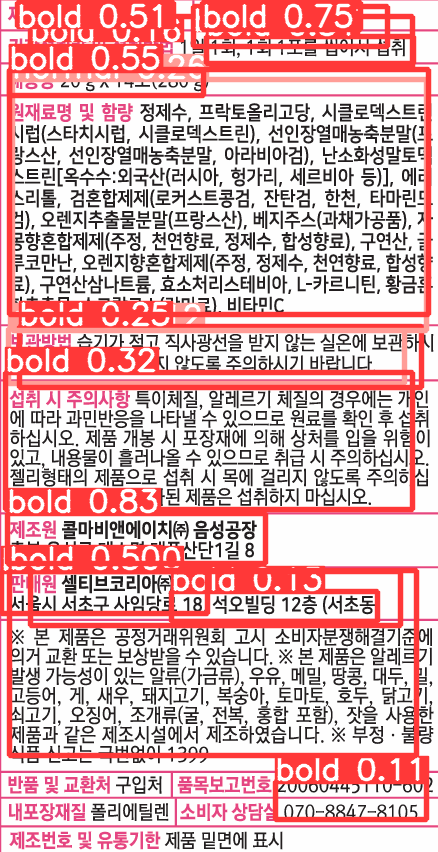 bold 0.51 bold 0.75
1일 1회, 1회 1포를 씹어서 섭취
bold 0.55
20 g x 14포(280 g)
원재료명 및 함량 정제수, 프락토올리고당, 시클로덱스트린
시럽(스타치시럽, 시클로덱스트린), 선인장열매농축분말(프
랑스산, 선인장열매농축분말, 아라비아검), 난소화성말토덱
스트린[옥수수:외국산(러시아, 헝가리, 세르비아 등)], 에리
스리톨, 검혼합제제(로커스트콩검, 잔탄검, 한천, 타마린드
검), 오렌지추출물분말(프랑스산), 베지주스(과채가공품), 자
몽향혼합제제(주정, 천연향료, 정제수, 합성향료), 구연산, 글
루코만난, 오렌지향혼합제제(주정, 정제수, 천연향료, 합성향
료), 구연산삼나트륨, 효소처리스테비아, L-카르니틴, 황금
비타민C
bold 0.25
보관방법 습기가 적고 직사광선을 받지 않는 실온에 보관하시
bold 0.32 지 않도록 주의하시기 바랍니다
섭취 시 주의사항 특이체질, 알레르기 체질의 경우에는 개인
에 따라 과민반응을 나타낼 수 있으므로 원료를 확인 후 섭취
하십시오. 제품 개봉 시 포장재에 의해 상처를 입을 위험이
있고, 내용물이 흘러나올 수 있으므로 취급 시 주의하십시오.
젤리형태의 제품으로 섭취 시 목에 걸리지 않도록 주의하십
bold 0.83 된 제품은 섭취하지 마십시오.
제조원 콜마비앤에이치㈜ 음성공장
산단1길 8
bold 0.50
판매원 셀티브코리아㈜ bold 0.13
서울시 서초구 사임당로 18, 석오빌딩 12층 (서초동
※ 본 제품은 공정거래위원회 고시 소비자분쟁해결기준에
의거 교환 또는 보상받을 수 있습니다. ※ 본 제품은 알레르기
발생 가능성이 있는 알류(가금류), 우유, 메밀, 땅콩, 대두, 밀,
고등어, 게, 새우, 돼지고기, 복숭아, 토마토, 호두, 닭고기,
쇠고기, 오징어, 조개류(굴, 전복, 홍합 포함), 잣을 사용한
제품과 같은 제조시설에서 제조하였습니다. ※ 부정 · 불량
식품 신고는 국번없이 1399
bold 0.11
반품 및 교환처 구입처 품목보고번호 20060445110-602
내포장재질 폴리에틸렌 소비자 상담실 070-8847-8105
제조번호 및 유통기한 제품 밑면에 표시